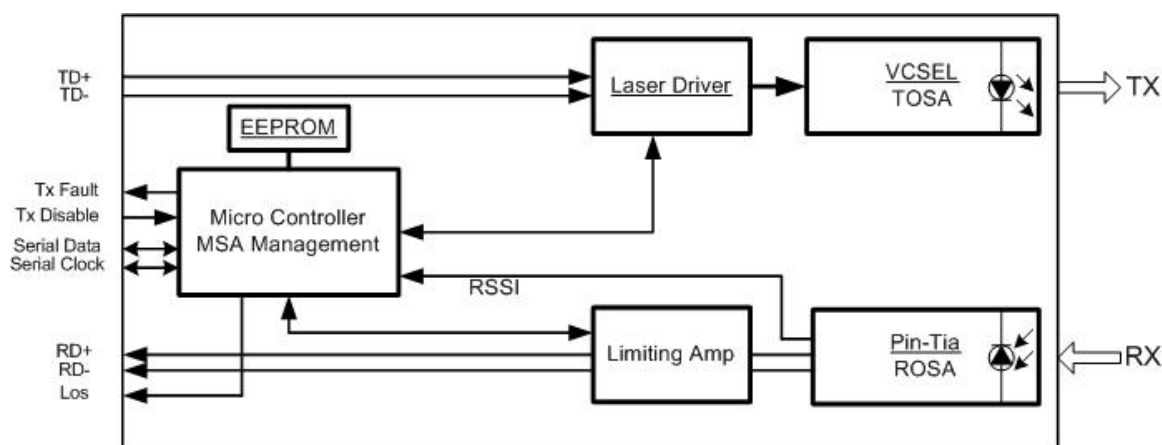 TD+
TD-
EEPROM
Laser Driver
VCSEL
TOSA
TX
Tx Fault
Tx Disable
Serial Data
Serial Clock
Micro Controller
MSA Management
RSSI
RD+
RD-
Los
Limiting Amp
Pin-Tia
ROSA
RX